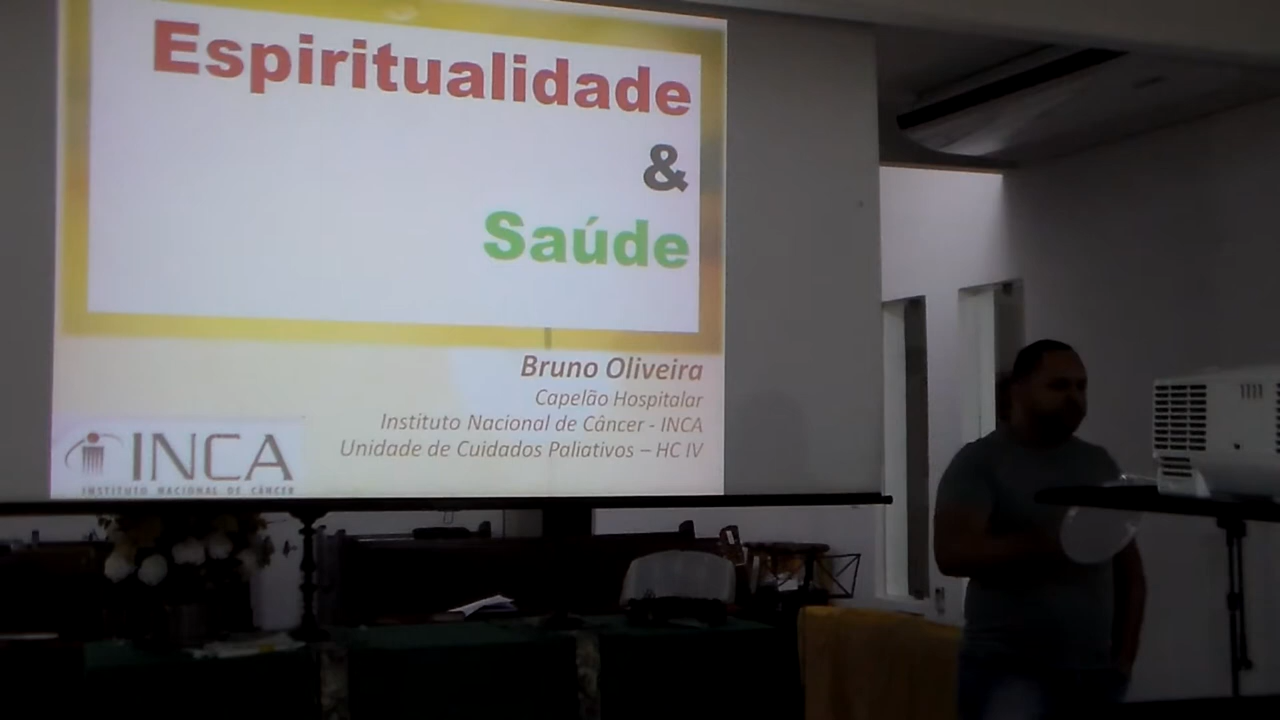 Espiritualidade
&
Saúde
Bruno Oliveira
Capelão Hospitalar
Instituto Nacional de Câncer - INCA
Unidade de Cuidados Paliativos – HC IV
INCA
INSTITUTO NACIONAL DE CÂNCER